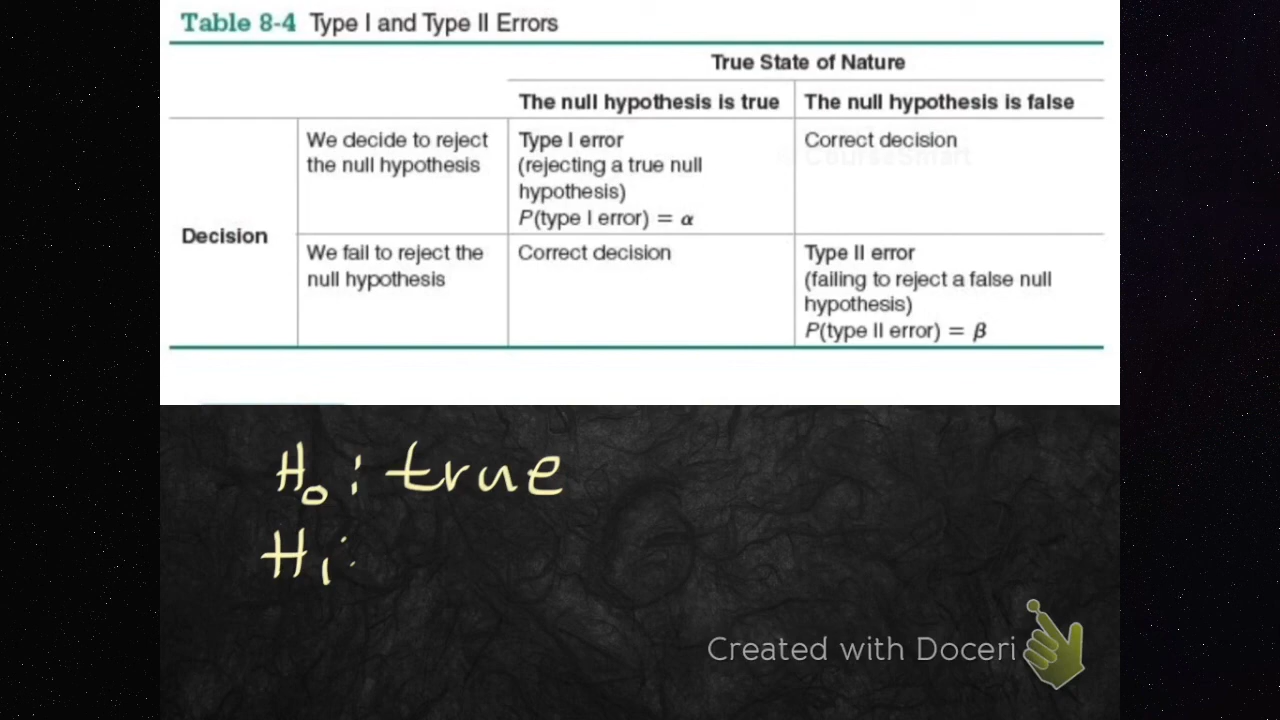 Table 8-4 Type I and Type II Errors
True State of Nature
The null hypothesis is true The null hypothesis is false
We decide to reject
the null hypothesis
Type I error
(rejecting a true null
hypothesis)
P(type I error) = α
Correct decision
Decision
We fail to reject the
null hypothesis
Correct decision
Type II error
(failing to reject a false null
hypothesis)
P(type II error) = β
H₀: true
H₁:
Created with Doceri